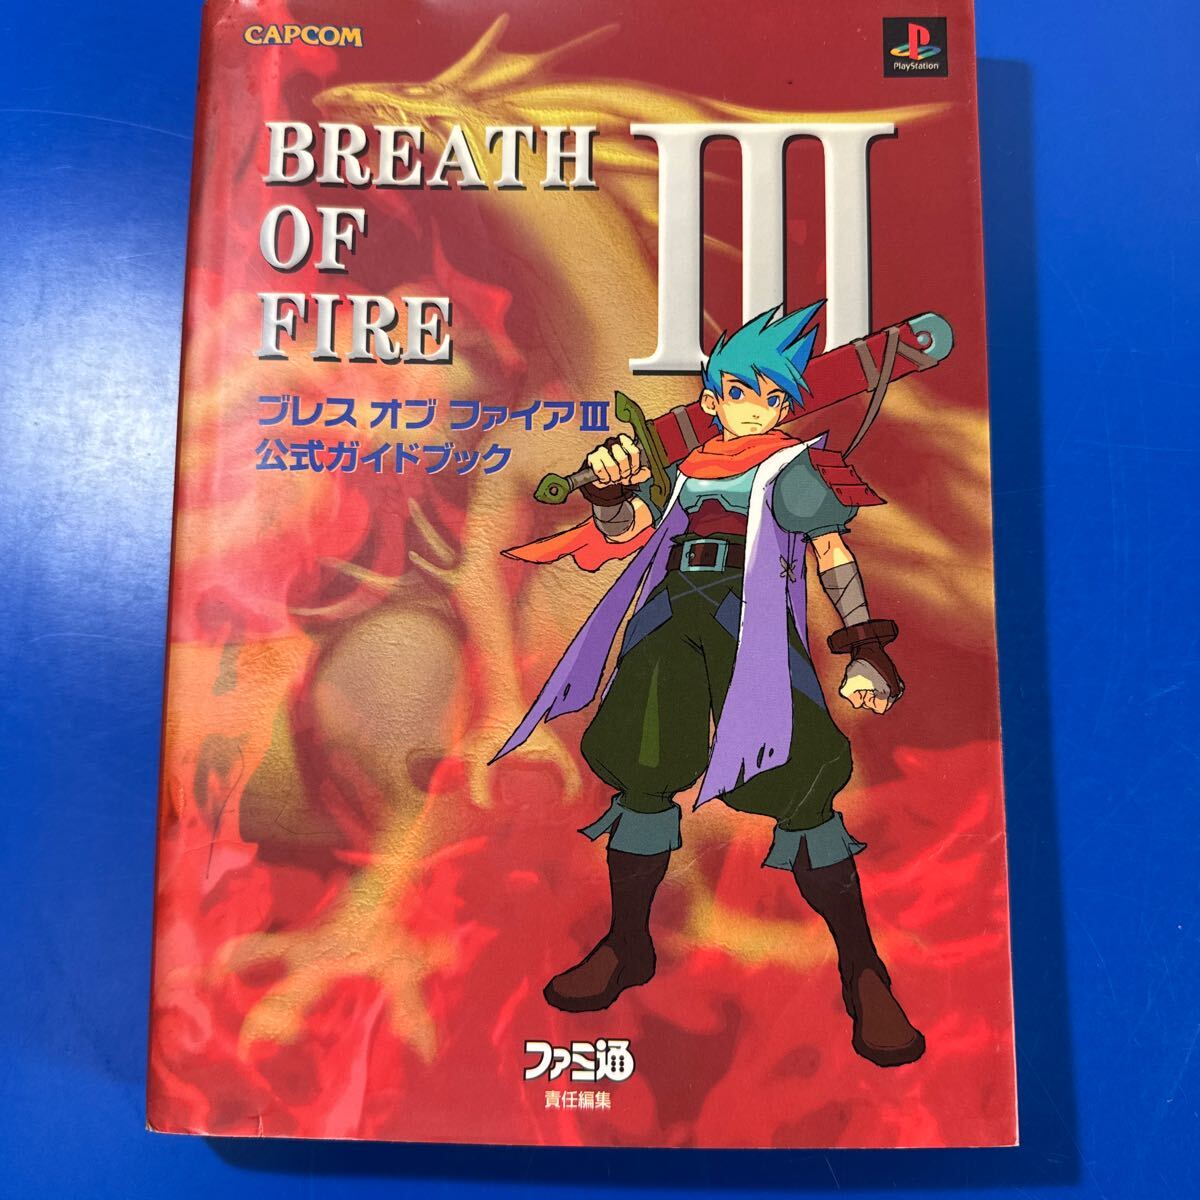 CAPCOM
PlayStation
BREATH
OF
FIRE
III
ブレス オブ ファイアIII
公式ガイドブック
ファミ通
責任編集